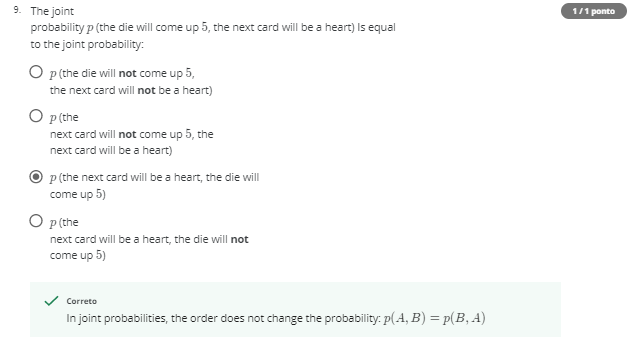 9. The joint
1 / 1 ponto
probability p (the die will come up 5, the next card will be a heart) Is equal
to the joint probability:
p (the die will not come up 5,
the next card will not be a heart)
p (the
next card will not come up 5, the
next card will be a heart)
p (the next card will be a heart, the die will
come up 5)
p (the
next card will be a heart, the die will not
come up 5)
Correto
In joint probabilities, the order does not change the probability: p(A, B) = p(B, A)